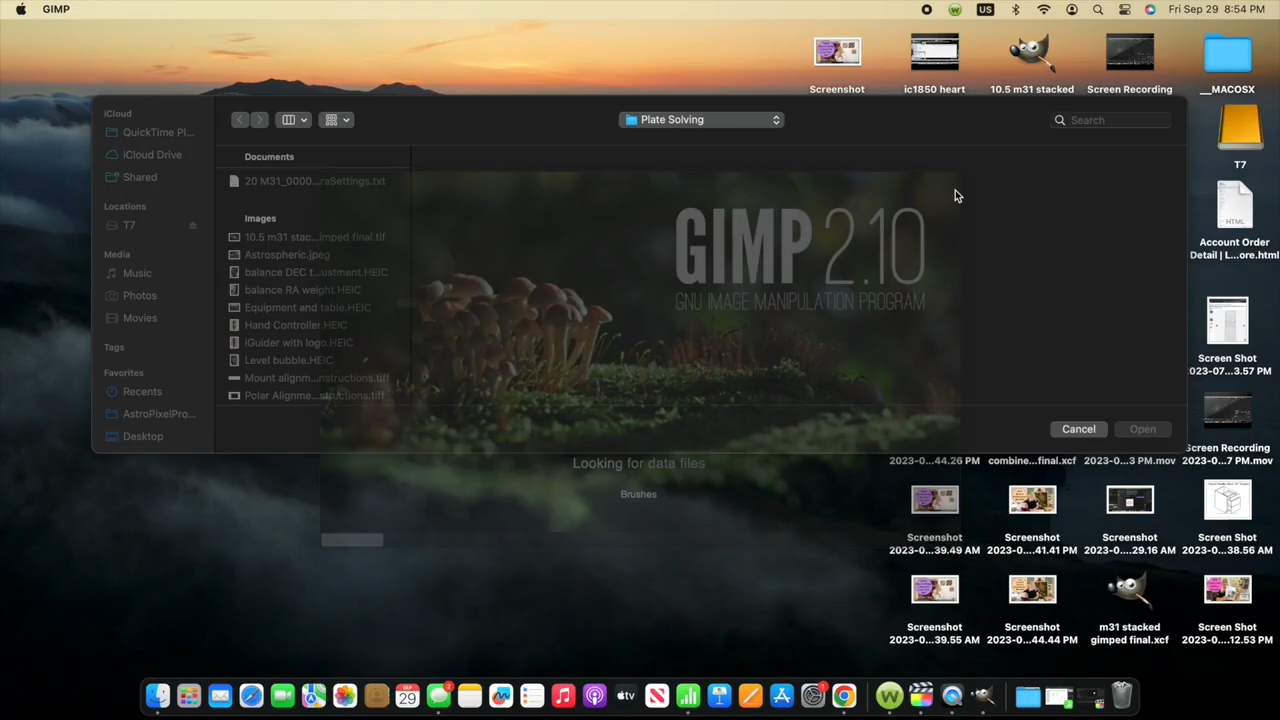 GIMP
US
Fri Sep 29 8:54 PM
Screenshot
ic1850 heart
10.5 m31 stacked
Screen Recording
__MACOSX
iCloud
QuickTime Pl...
iCloud Drive
Shared
Locations
T7
Media
Music
Photos
Movies
Tags
Favorites
Recents
AstroPixelPro...
Desktop
Plate Solving
Search
Documents
20 M31_0000...raSettings.txt
Images
10.5 m31 stac...imped final.tif
Astrospheric.jpeg
balance DEC t...ustment.HEIC
balance RA weight.HEIC
Equipment and table.HEIC
Hand Controller.HEIC
iGuider with logo.HEIC
Level bubble.HEIC
Mount alignm...nstructions.tiff
Polar Alignme...structions.tiff
GIMP 2.10
GNU IMAGE MANIPULATION PROGRAM
Cancel
Open
Looking for data files
Brushes
T7
HTML
Account Order
Detail | L...ore.html
Screen Shot
2023-07...3.57 PM
Screen Recording
2023-0...44.26 PM
combine...final.xcf
2023-0...3 PM.mov
2023-0...7 PM.mov
Screenshot
2023-0...39.49 AM
Screenshot
2023-0....41.41 PM
Screenshot
2023-0....29.16 AM
Screen Shot
2023-0...38.56 AM
Screenshot
2023-0...39.55 AM
Screenshot
2023-0...44.44 PM
m31 stacked
gimped final.xcf
Screen Shot
2023-0...12.53 PM
SEP
29
2
tv
1